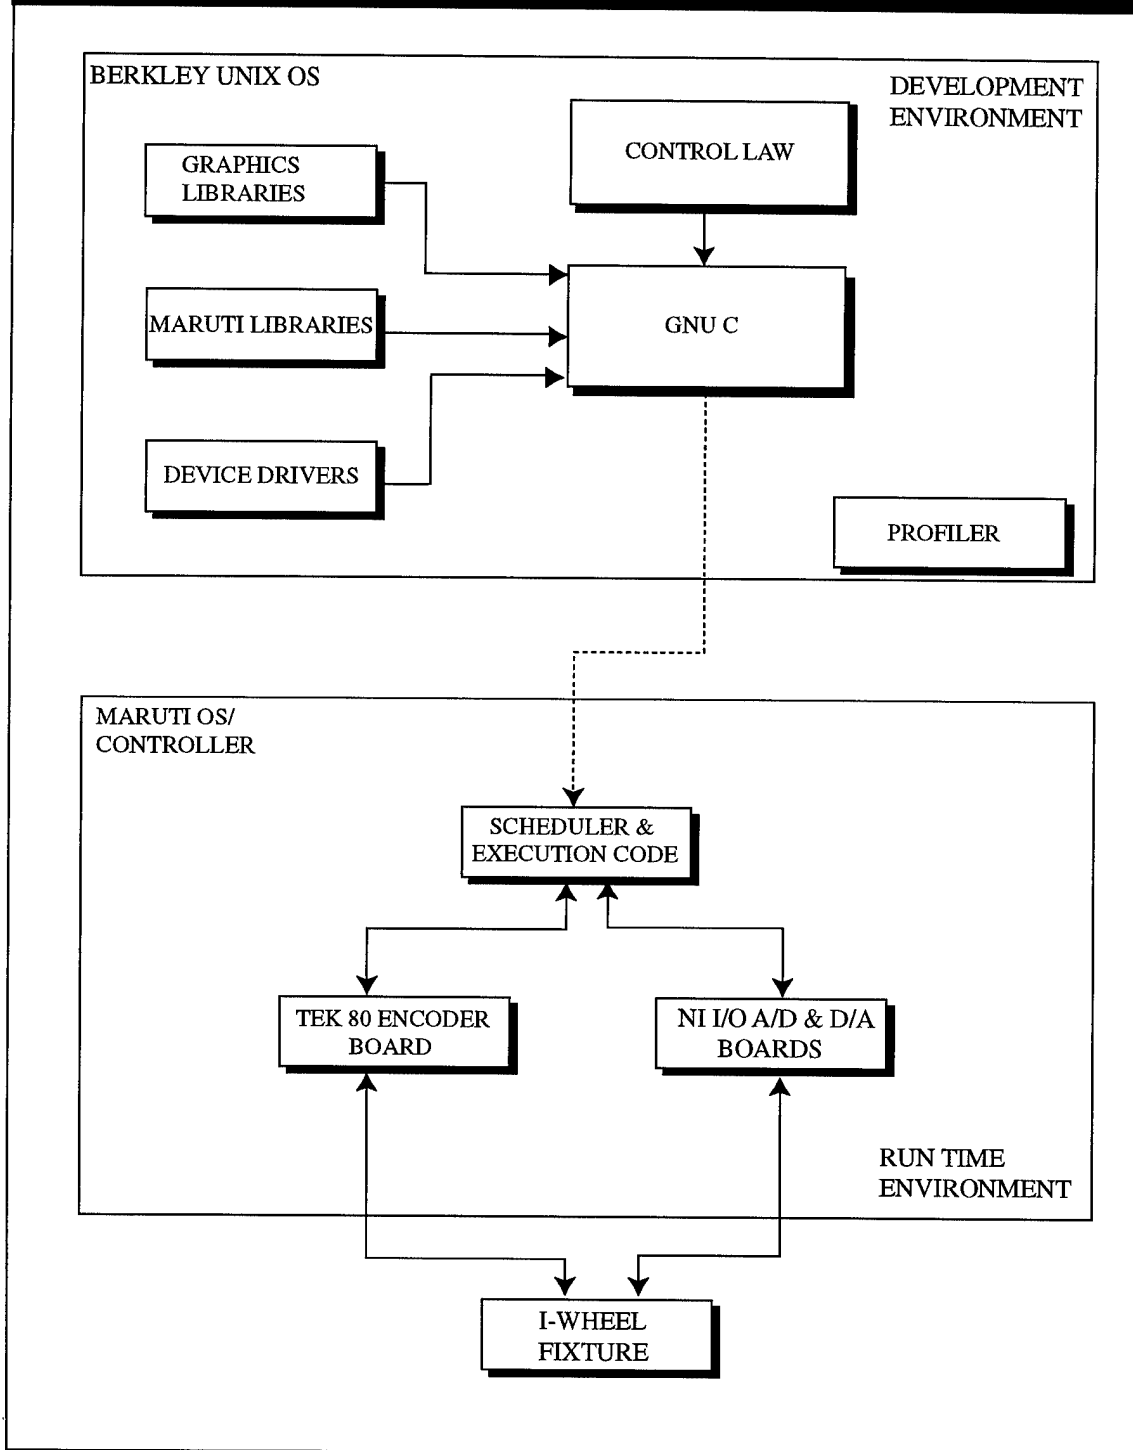 BERKLEY UNIX OS
DEVELOPMENT
ENVIRONMENT
CONTROL LAW
GRAPHICS
LIBRARIES
MARUTI LIBRARIES
GNU C
DEVICE DRIVERS
PROFILER
MARUTI OS/
CONTROLLER
SCHEDULER &
EXECUTION CODE
TEK 80 ENCODER
BOARD
NI I/O A/D & D/A
BOARDS
RUN TIME
ENVIRONMENT
I-WHEEL
FIXTURE